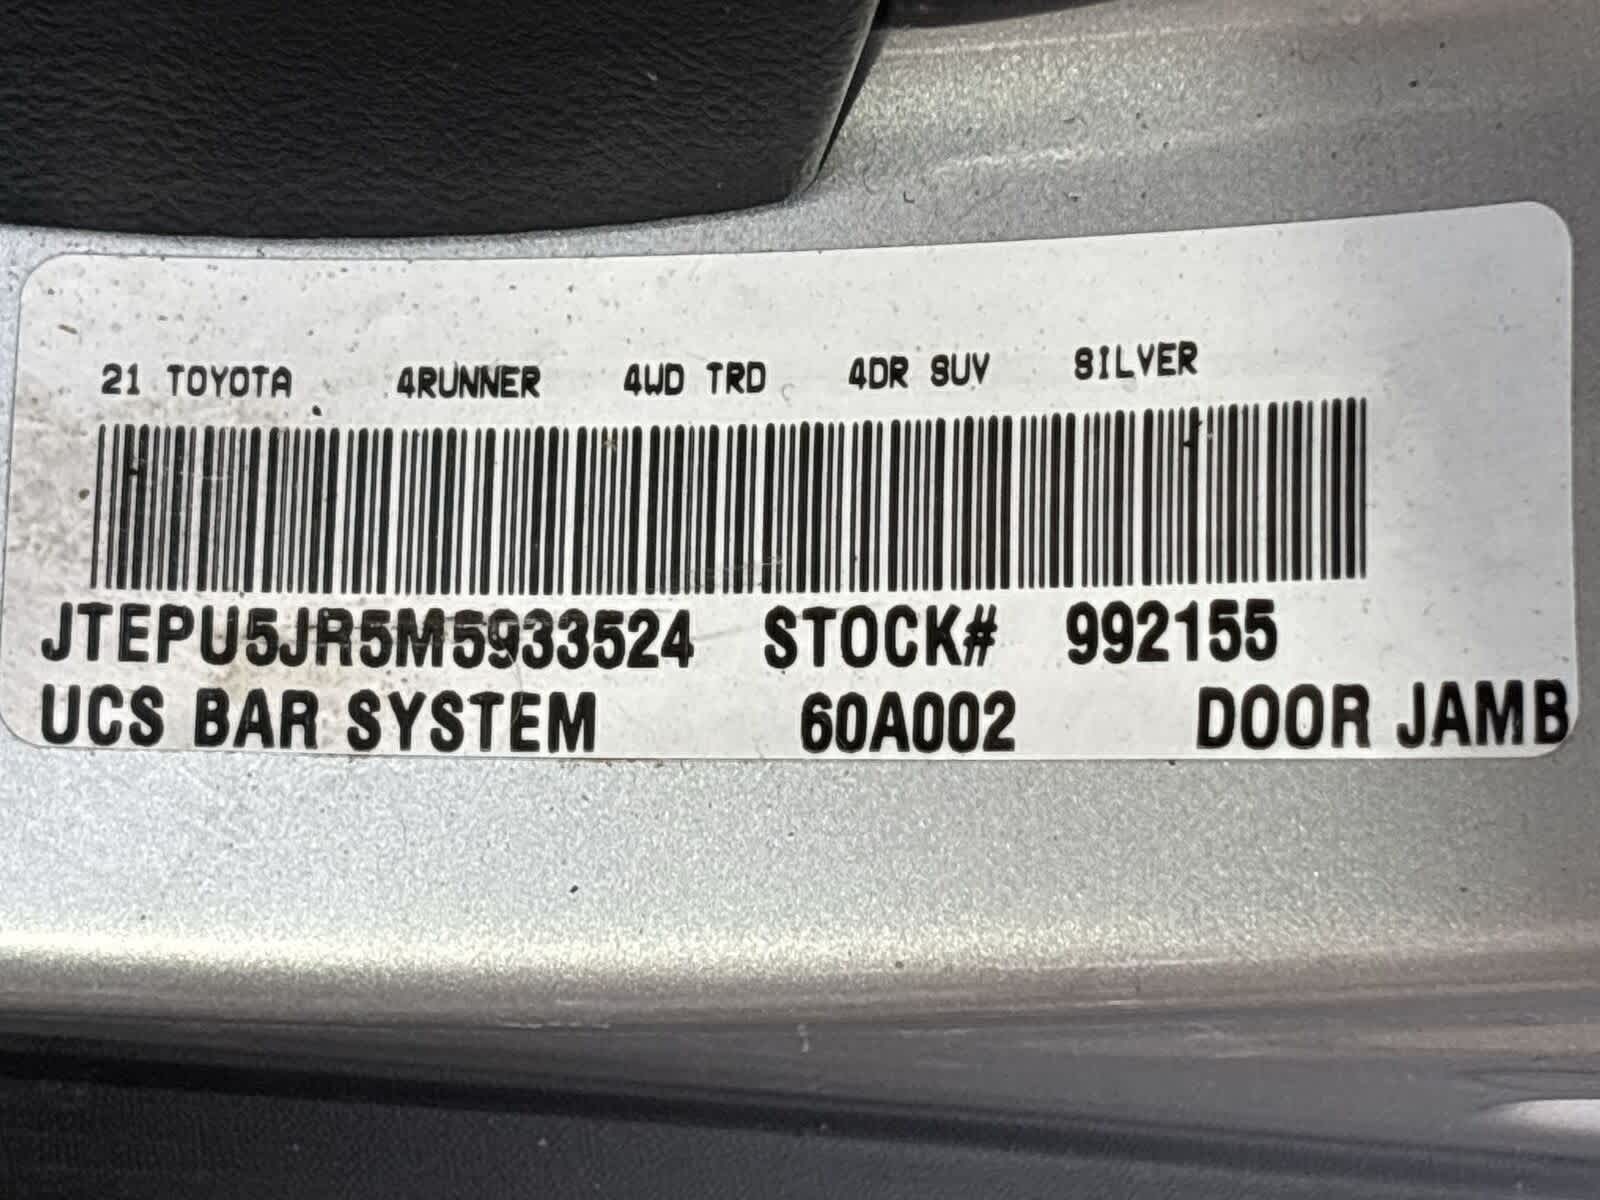 21 TOYOTA 4RUNNER 4WD TRD 4DR SUV SILVER
JTEPU5JR5M5933524 STOCK# 992155
UCS BAR SYSTEM 60A002 DOOR JAMB